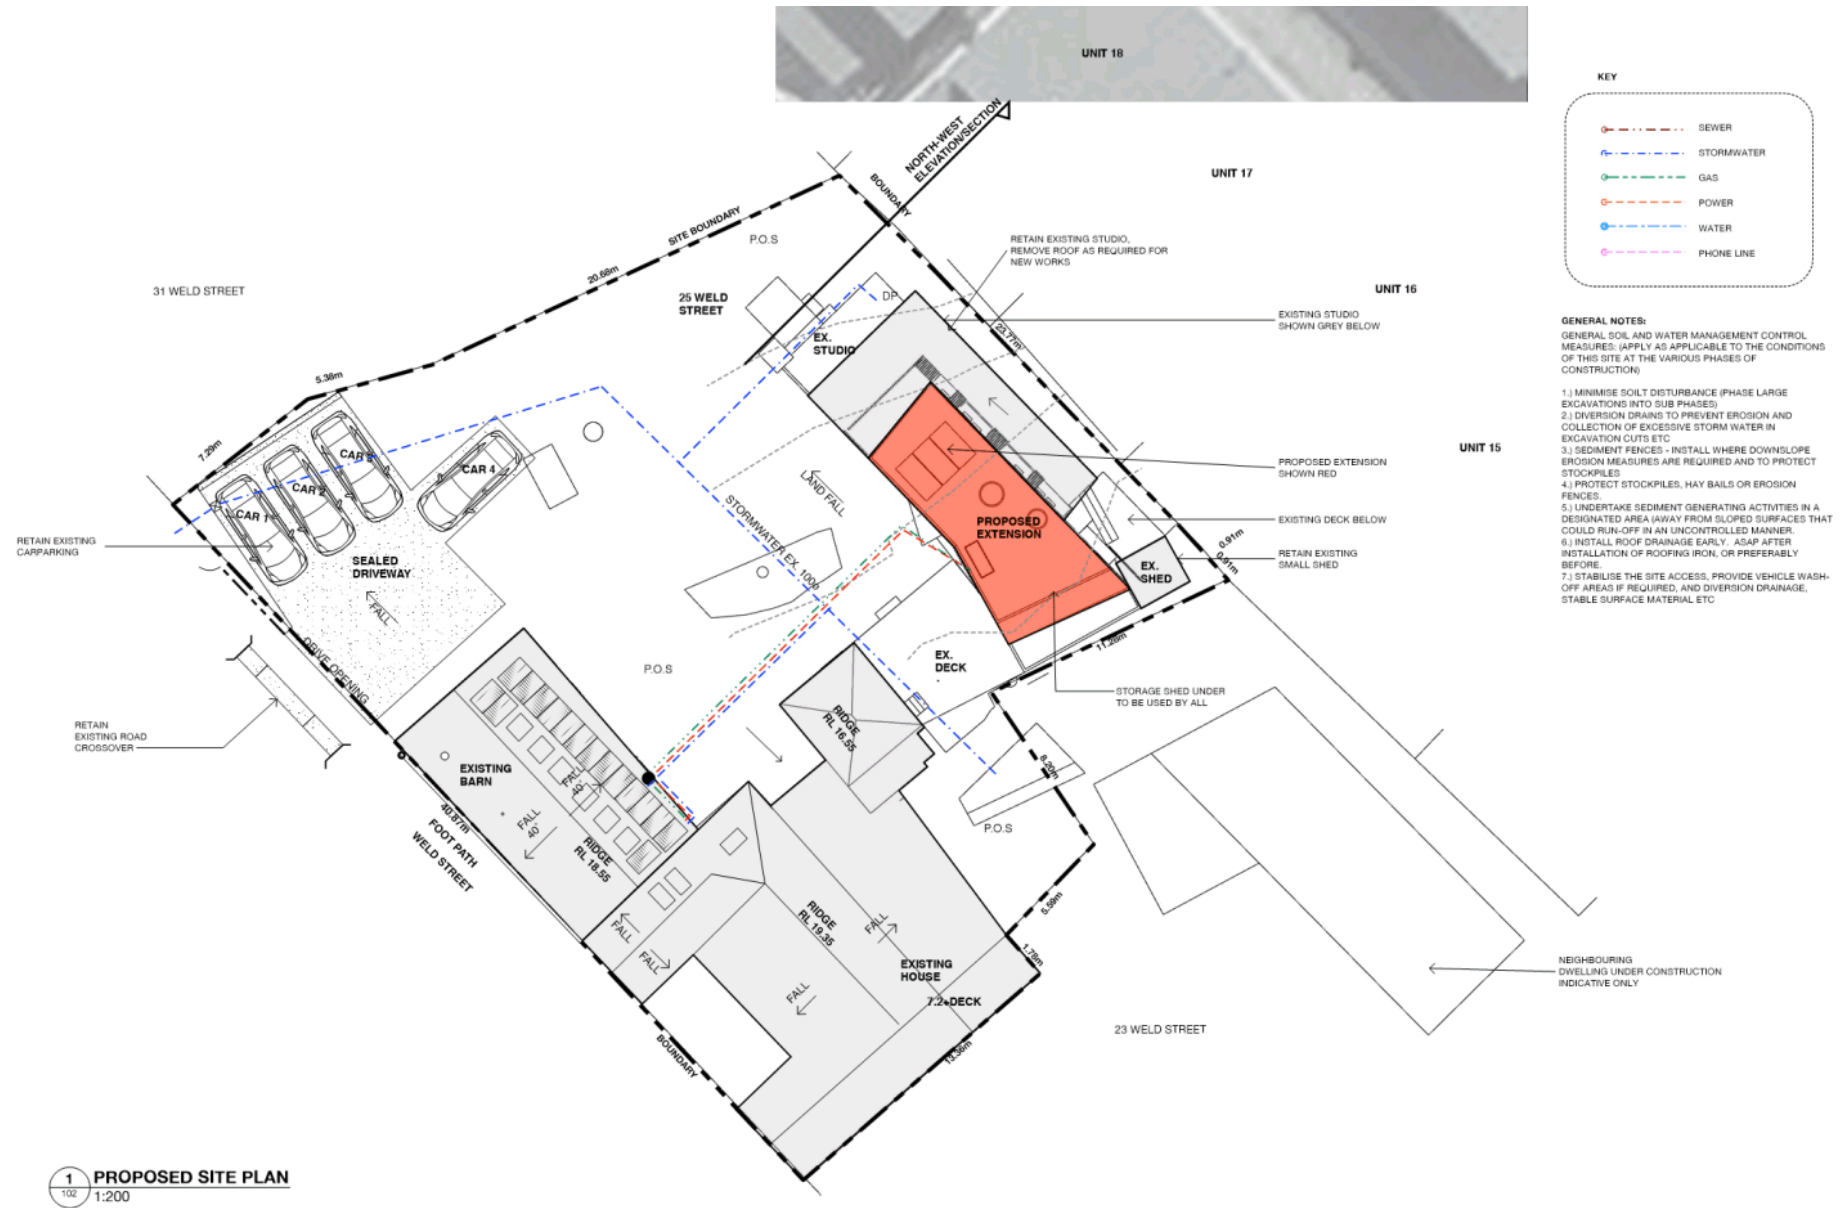 UNIT 18
KEY
SEWER
STORMWATER
GAS
POWER
WATER
PHONE LINE
NORTH-WEST
ELEVATION/SECTION
UNIT 17
BOUNDARY
SITE BOUNDARY
P.O.S
20.68m
RETAIN EXISTING STUDIO,
REMOVE ROOF AS REQUIRED FOR
NEW WORKS
31 WELD STREET
25 WELD
STREET
DP
UNIT 16
EX.
STUDIO
EXISTING STUDIO
SHOWN GREY BELOW
23.77m
GENERAL NOTES:
GENERAL SOIL AND WATER MANAGEMENT CONTROL
MEASURES: (APPLY AS APPLICABLE TO THE CONDITIONS
OF THIS SITE AT THE VARIOUS PHASES OF
CONSTRUCTION)
1.) MINIMISE SOILT DISTURBANCE (PHASE LARGE
EXCAVATIONS INTO SUB PHASES)
2.) DIVERSION DRAINS TO PREVENT EROSION AND
COLLECTION OF EXCESSIVE STORM WATER IN
EXCAVATION CUTS ETC
3.) SEDIMENT FENCES - INSTALL WHERE DOWNSLOPE
EROSION MEASURES ARE REQUIRED AND TO PROTECT
STOCKPILES
4.) PROTECT STOCKPILES, HAY BAILS OR EROSION
FENCES.
5.) UNDERTAKE SEDIMENT GENERATING ACTIVITIES IN A
DESIGNATED AREA (AWAY FROM SLOPED SURFACES THAT
COULD RUN-OFF IN AN UNCONTROLLED MANNER.
6.) INSTALL ROOF DRAINAGE EARLY. ASAP AFTER
INSTALLATION OF ROOFING IRON, OR PREFERABLY
BEFORE.
7.) STABILISE THE SITE ACCESS, PROVIDE VEHICLE WASH-
OFF AREAS IF REQUIRED, AND DIVERSION DRAINAGE,
STABLE SURFACE MATERIAL ETC
5.36m
7.29m
CAR 3
CAR 4
CAR 2
CAR 1
UNIT 15
PROPOSED EXTENSION
SHOWN RED
LAND FALL
STORMWATER EX. 1000
PROPOSED
EXTENSION
EXISTING DECK BELOW
0.91m
0.91m
RETAIN EXISTING
CARPARKING
SEALED
DRIVEWAY
FALL
RETAIN EXISTING
SMALL SHED
EX.
SHED
DRIVE OPENING
11.26m
P.O.S
EX.
DECK
STORAGE SHED UNDER
TO BE USED BY ALL
RETAIN
EXISTING ROAD
CROSSOVER
RIDGE
RL 16.55
8.20m
EXISTING
BARN
FALL
40°
FALL
40°
40.87m
FOOT PATH
WELD STREET
RIDGE
RL 18.55
P.O.S
RIDGE
RL 19.35
FALL
FALL
FALL
5.59m
1.78m
EXISTING
HOUSE
7.2 DECK
FALL
NEIGHBOURING
DWELLING UNDER CONSTRUCTION
INDICATIVE ONLY
BOUNDARY
23 WELD STREET
1
102
PROPOSED SITE PLAN
1:200